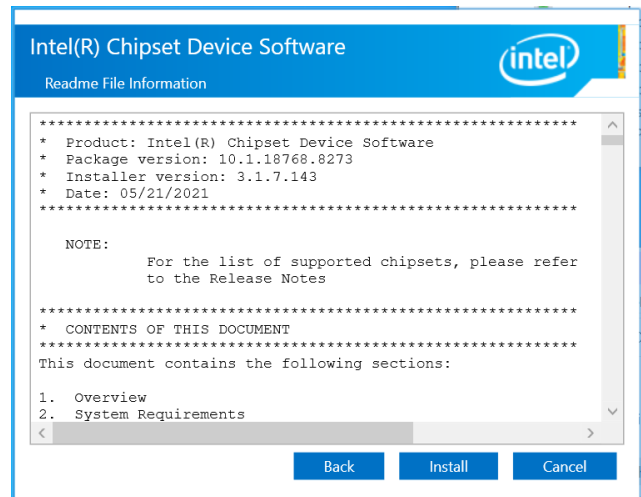 Intel(R) Chipset Device Software
intel
Readme File Information
************************************************************
* Product: Intel(R) Chipset Device Software
* Package version: 10.1.18768.8273
* Installer version: 3.1.7.143
* Date: 05/21/2021
************************************************************
NOTE:
For the list of supported chipsets, please refer
to the Release Notes
************************************************************
* CONTENTS OF THIS DOCUMENT
************************************************************
This document contains the following sections:
1. Overview
2. System Requirements
Back Install Cancel